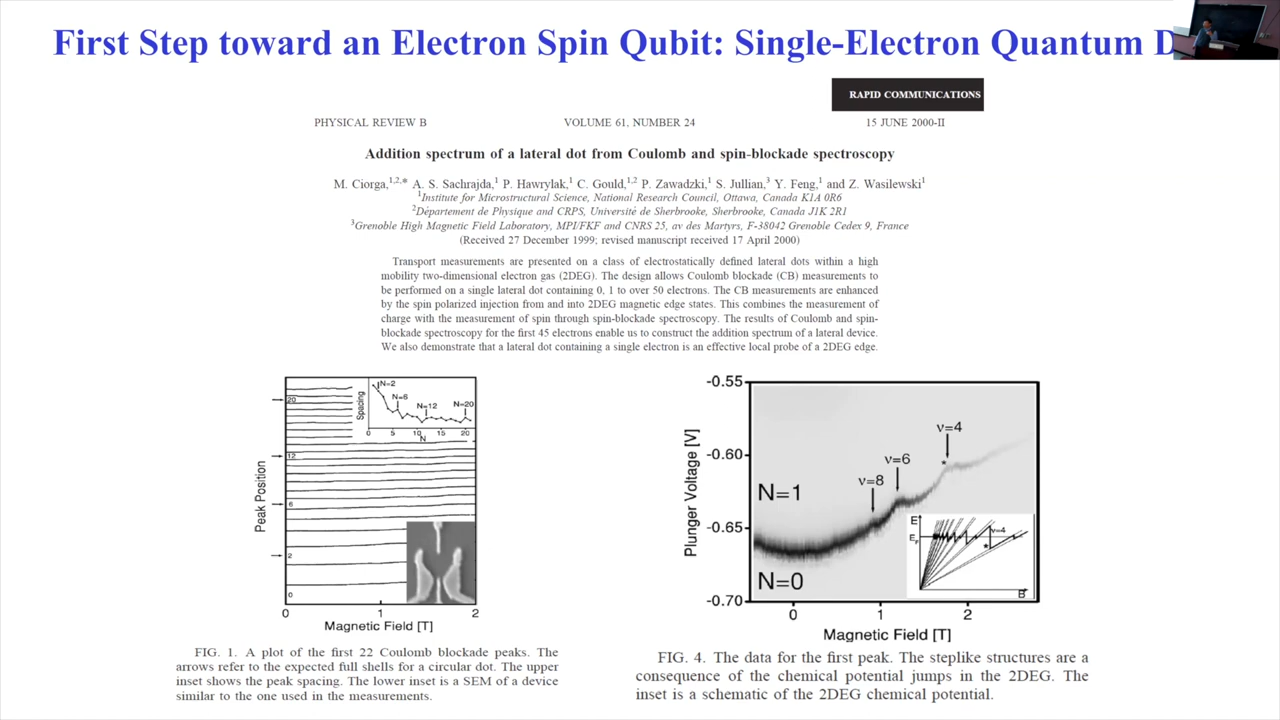 First Step toward an Electron Spin Qubit: Single-Electron Quantum D
RAPID COMMUNICATIONS
PHYSICAL REVIEW B VOLUME 61, NUMBER 24 15 JUNE 2000-II
Addition spectrum of a lateral dot from Coulomb and spin-blockade spectroscopy
M. Ciorga,1,2,* A. S. Sachrajda,1 P. Hawrylak,1 C. Gould,1,2 P. Zawadzki,1 S. Jullian,3 Y. Feng,1 and Z. Wasilewski1
1Institute for Microstructural Science, National Research Council, Ottawa, Canada K1A 0R6
2Département de Physique and CRPS, Université de Sherbrooke, Sherbrooke, Canada J1K 2R1
3Grenoble High Magnetic Field Laboratory, MPI/FKF and CNRS 25, av des Martyrs, F-38042 Grenoble Cedex 9, France
(Received 27 December 1999; revised manuscript received 17 April 2000)
Transport measurements are presented on a class of electrostatically defined lateral dots within a high
mobility two-dimensional electron gas (2DEG). The design allows Coulomb blockade (CB) measurements to
be performed on a single lateral dot containing 0, 1 to over 50 electrons. The CB measurements are enhanced
by the spin polarized injection from and into 2DEG magnetic edge states. This combines the measurement of
charge with the measurement of spin through spin-blockade spectroscopy. The results of Coulomb and spin-
blockade spectroscopy for the first 45 electrons enable us to construct the addition spectrum of a lateral device.
We also demonstrate that a lateral dot containing a single electron is an effective local probe of a 2DEG edge.
Peak Position
20
12
6
2
0
Spacing
N=2
N=6
N=12
N=20
0 5 10 15 20
N
0 1 2
Magnetic Field [T]
FIG. 1. A plot of the first 22 Coulomb blockade peaks. The
arrows refer to the expected full shells for a circular dot. The upper
inset shows the peak spacing. The lower inset is a SEM of a device
similar to the one used in the measurements.
Plunger Voltage [V]
-0.55
-0.60
-0.65
-0.70
ν=4
*
ν=6
ν=8
N=1
N=0
E
EF
ν=4
*
B
0 1 2
Magnetic Field [T]
FIG. 4. The data for the first peak. The steplike structures are a
consequence of the chemical potential jumps in the 2DEG. The
inset is a schematic of the 2DEG chemical potential.